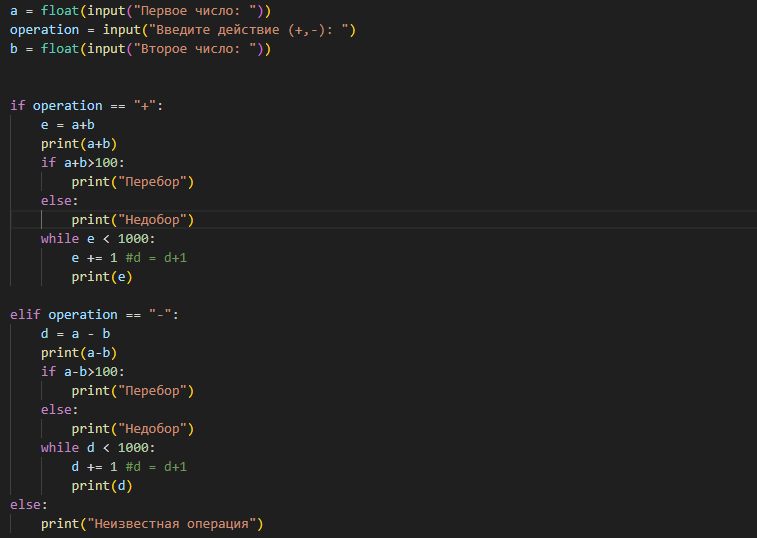 a = float(input("Первое число: "))
operation = input("Введите действие (+,-): ")
b = float(input("Второе число: "))
if operation == "+":
    e = a+b
    print(a+b)
    if a+b>100:
        print("Перебор")
    else:
        print("Недобор")
    while e < 1000:
        e += 1 #d = d+1
        print(e)
elif operation == "-":
    d = a - b
    print(a-b)
    if a-b>100:
        print("Перебор")
    else:
        print("Недобор")
    while d < 1000:
        d += 1 #d = d+1
        print(d)
else:
    print("Неизвестная операция")